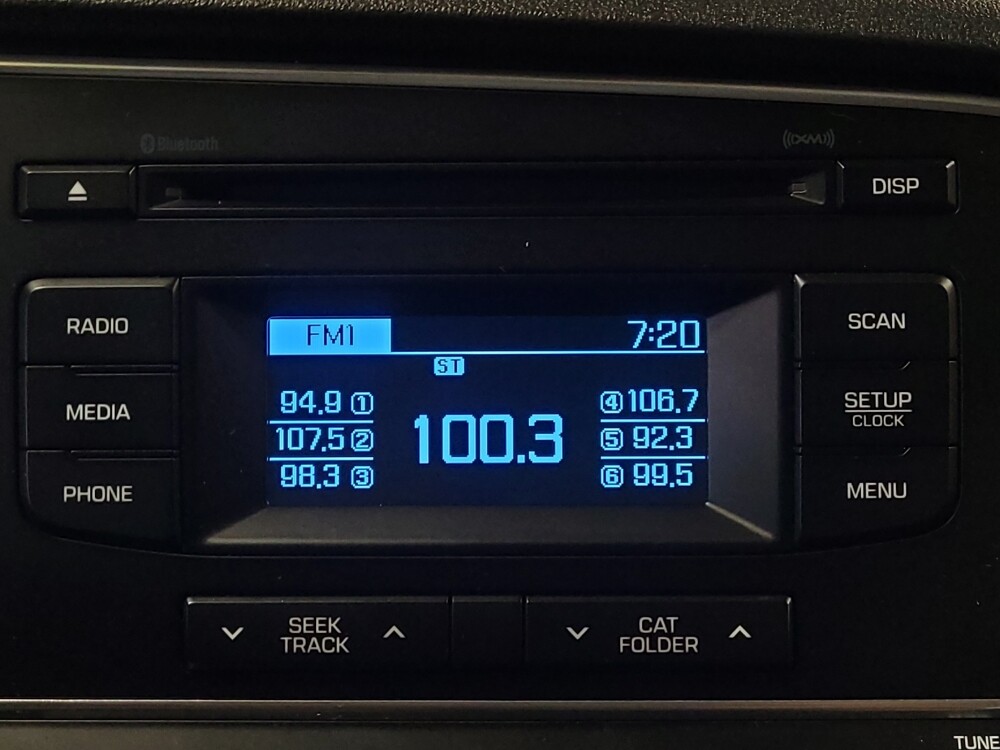 Bluetooth
((XM))
DISP
RADIO
MEDIA
PHONE
FM1
7:20
ST
94.9 1
107.5 2
98.3 3
100.3
4 106.7
5 92.3
6 99.5
SCAN
SETUP
CLOCK
MENU
SEEK
TRACK
CAT
FOLDER
TUNE